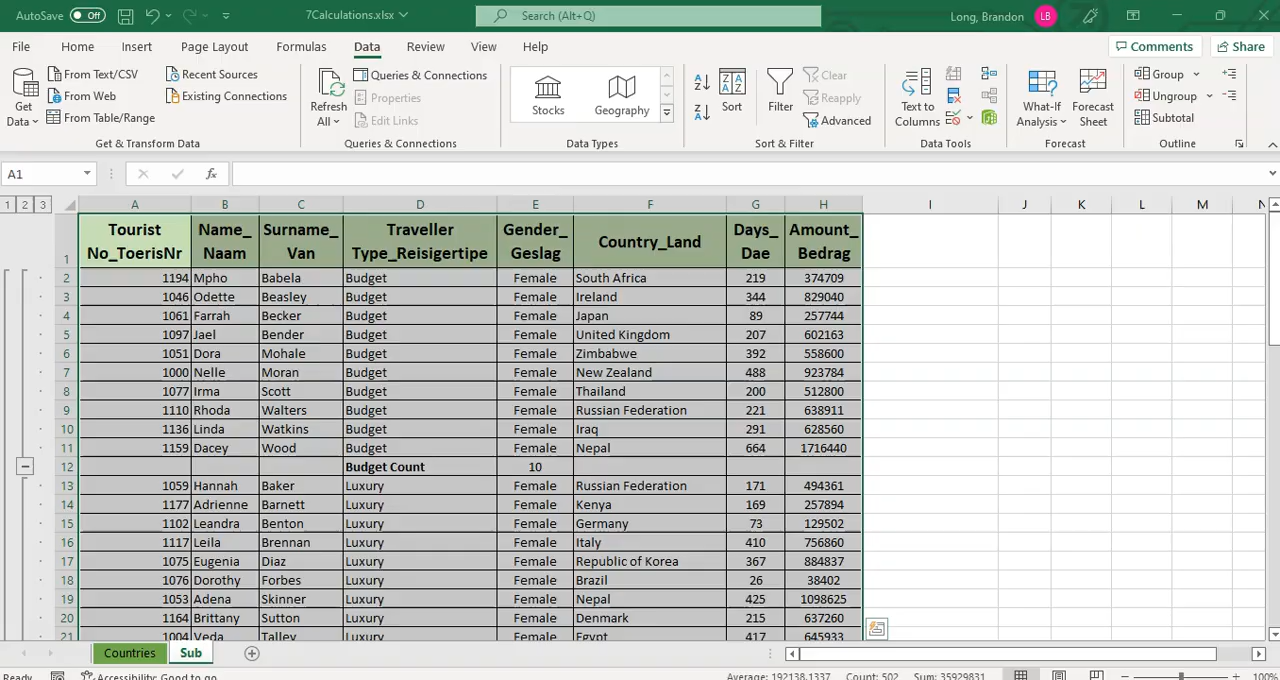 AutoSave Off 7Calculations.xlsx Search (Alt+Q) Long, Brandon LB
File Home Insert Page Layout Formulas Data Review View Help Comments Share
Get Data From Text/CSV From Web From Table/Range Recent Sources Existing Connections
Refresh All Queries & Connections Properties Edit Links
Stocks Geography
Sort Filter Clear Reapply Advanced
Text to Columns What-If Analysis Forecast Sheet Group Ungroup Subtotal
Get & Transform Data Queries & Connections Data Types Sort & Filter Data Tools Forecast Outline
A1 fx
1 2 3 A B C D E F G H I J K L M N
1 Tourist No_ToerisNr Name_Naam Surname_Van Traveller Type_Reisigertipe Gender_Geslag Country_Land Days_Dae Amount_Bedrag
2 1194 Mpho Babela Budget Female South Africa 219 374709
3 1046 Odette Beasley Budget Female Ireland 344 829040
4 1061 Farrah Becker Budget Female Japan 89 257744
5 1097 Jael Bender Budget Female United Kingdom 207 602163
6 1051 Dora Mohale Budget Female Zimbabwe 392 558600
7 1000 Nelle Moran Budget Female New Zealand 488 923784
8 1077 Irma Scott Budget Female Thailand 200 512800
9 1110 Rhoda Walters Budget Female Russian Federation 221 638911
10 1136 Linda Watkins Budget Female Iraq 291 628560
11 1159 Dacey Wood Budget Female Nepal 664 1716440
12 Budget Count 10
13 1059 Hannah Baker Luxury Female Russian Federation 171 494361
14 1177 Adrienne Barnett Luxury Female Kenya 169 257894
15 1102 Leandra Benton Luxury Female Germany 73 129502
16 1117 Leila Brennan Luxury Female Italy 410 756860
17 1075 Eugenia Diaz Luxury Female Republic of Korea 367 884837
18 1076 Dorothy Forbes Luxury Female Brazil 26 38402
19 1053 Adena Skinner Luxury Female Nepal 425 1098625
20 1164 Brittany Sutton Luxury Female Denmark 215 637260
21 1004 Veda Talley Luxury Female Egypt 417 645933
Countries Sub
Ready Accessibility: Good to go Average: 192138,1337 Count: 502 Sum: 35929831 100%